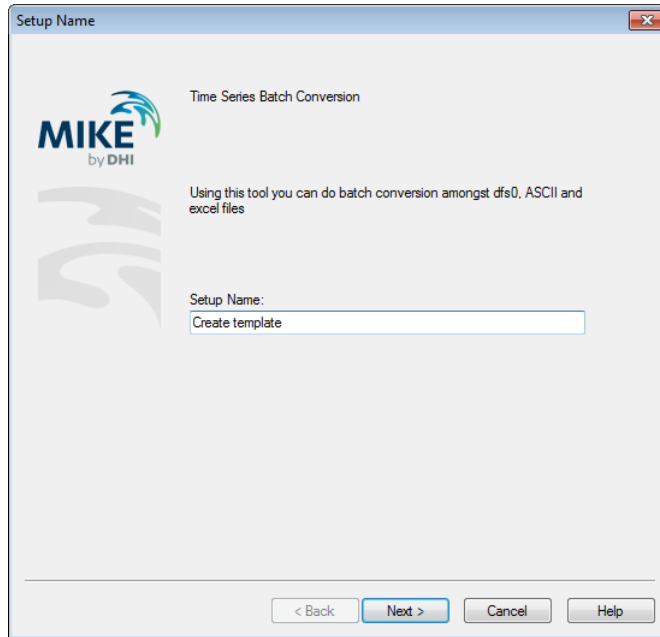 Setup Name
Time Series Batch Conversion
MIKE
by DHI
Using this tool you can do batch conversion amongst dfs0, ASCII and
excel files
Setup Name:
Create template
< Back Next > Cancel Help